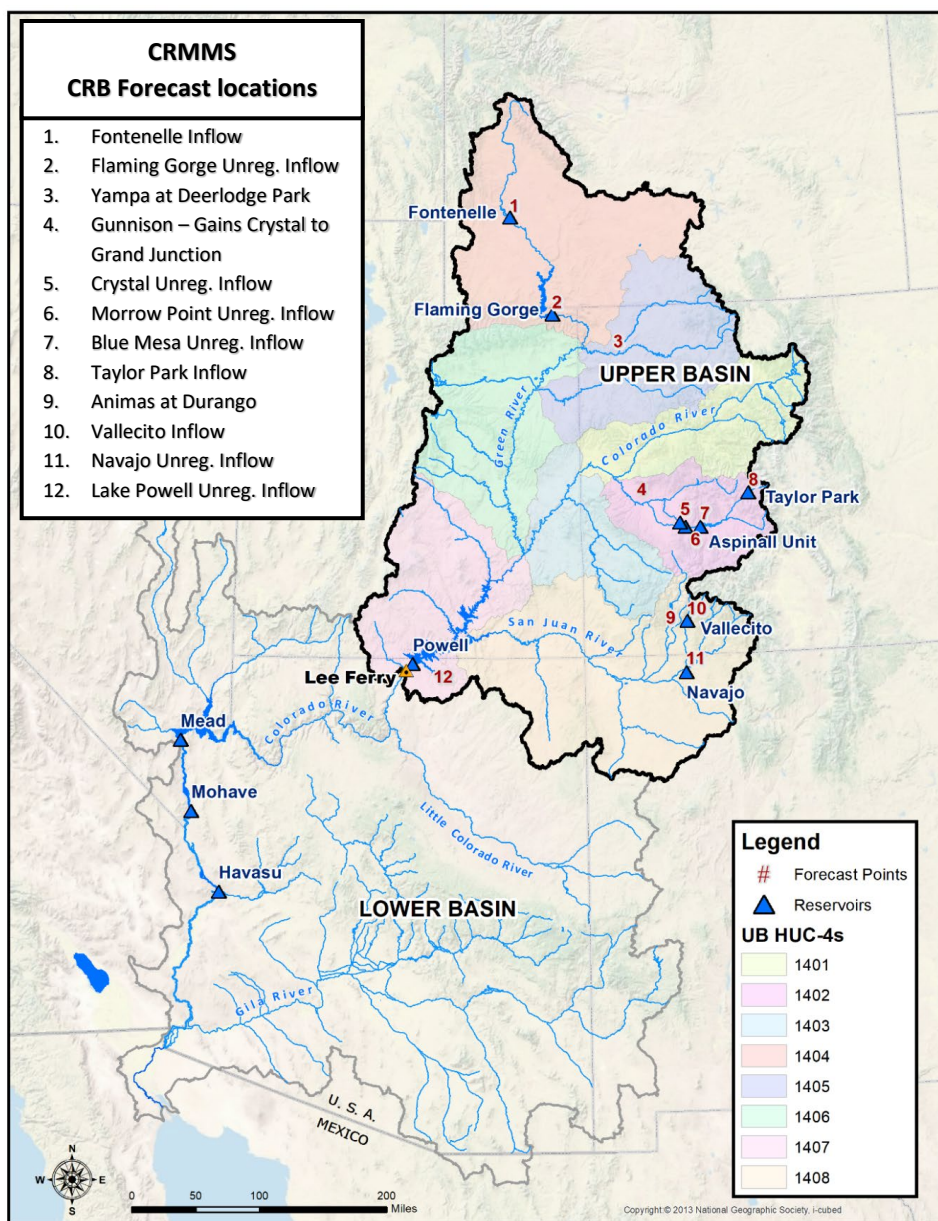 CRMMS
CRB Forecast locations
1. Fontenelle Inflow
2. Flaming Gorge Unreg. Inflow
3. Yampa at Deerlodge Park
4. Gunnison – Gains Crystal to
Grand Junction
5. Crystal Unreg. Inflow
6. Morrow Point Unreg. Inflow
7. Blue Mesa Unreg. Inflow
8. Taylor Park Inflow
9. Animas at Durango
10. Vallecito Inflow
11. Navajo Unreg. Inflow
12. Lake Powell Unreg. Inflow
1
Fontenelle
2
Flaming Gorge
3
UPPER BASIN
Green River
Colorado River
4
8
Taylor Park
5
7
6
Aspinall Unit
9
10
Vallecito
San Juan River
11
Navajo
Powell
12
Lee Ferry
Colorado River
Mead
Mohave
Little Colorado River
Havasu
LOWER BASIN
Gila River
U. S. A.
MEXICO
Legend
# Forecast Points
Reservoirs
UB HUC-4s
1401
1402
1403
1404
1405
1406
1407
1408
N
W E
S
0 50 100 200
Miles
Copyright:© 2013 National Geographic Society, i-cubed